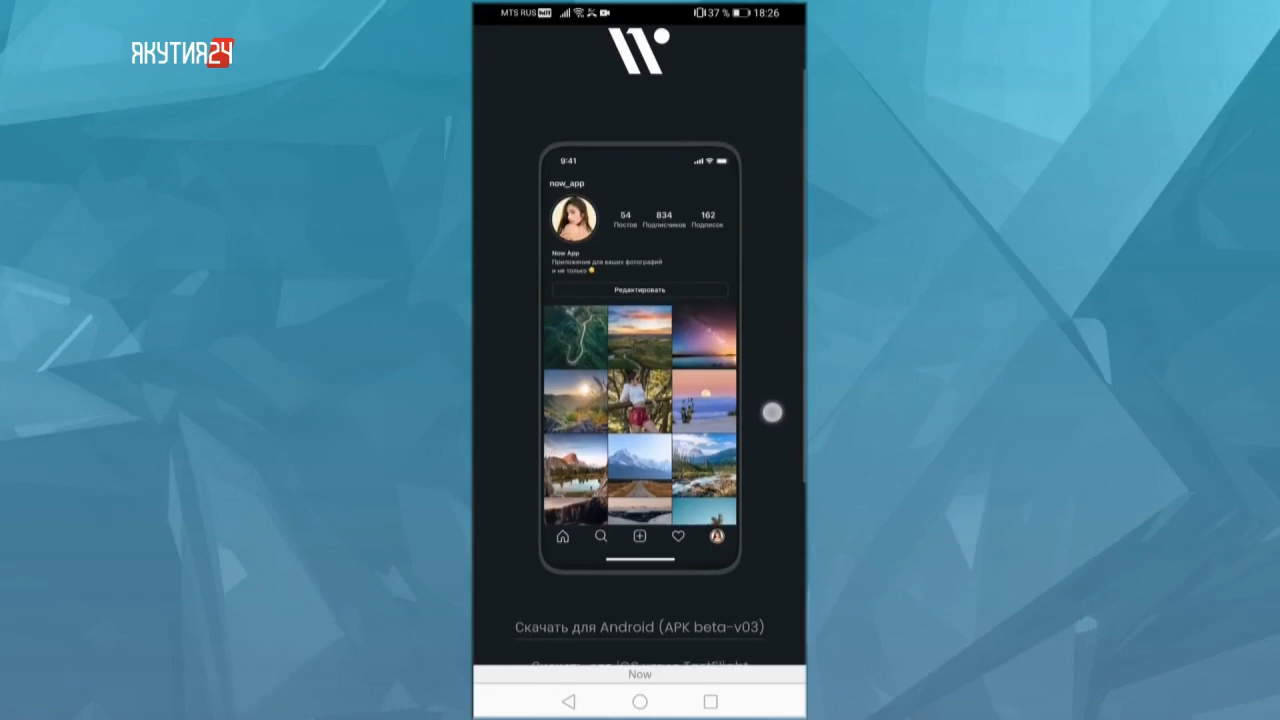 ЯКУТИЯ24
MTS RUS
37 % 18:26
9:41
now_app
54 834 162
Постов Подписчиков Подписок
Now App
Приложения для ваших фотографий
и не только
Редактировать
Скачать для Android (APK beta-v03)
Now